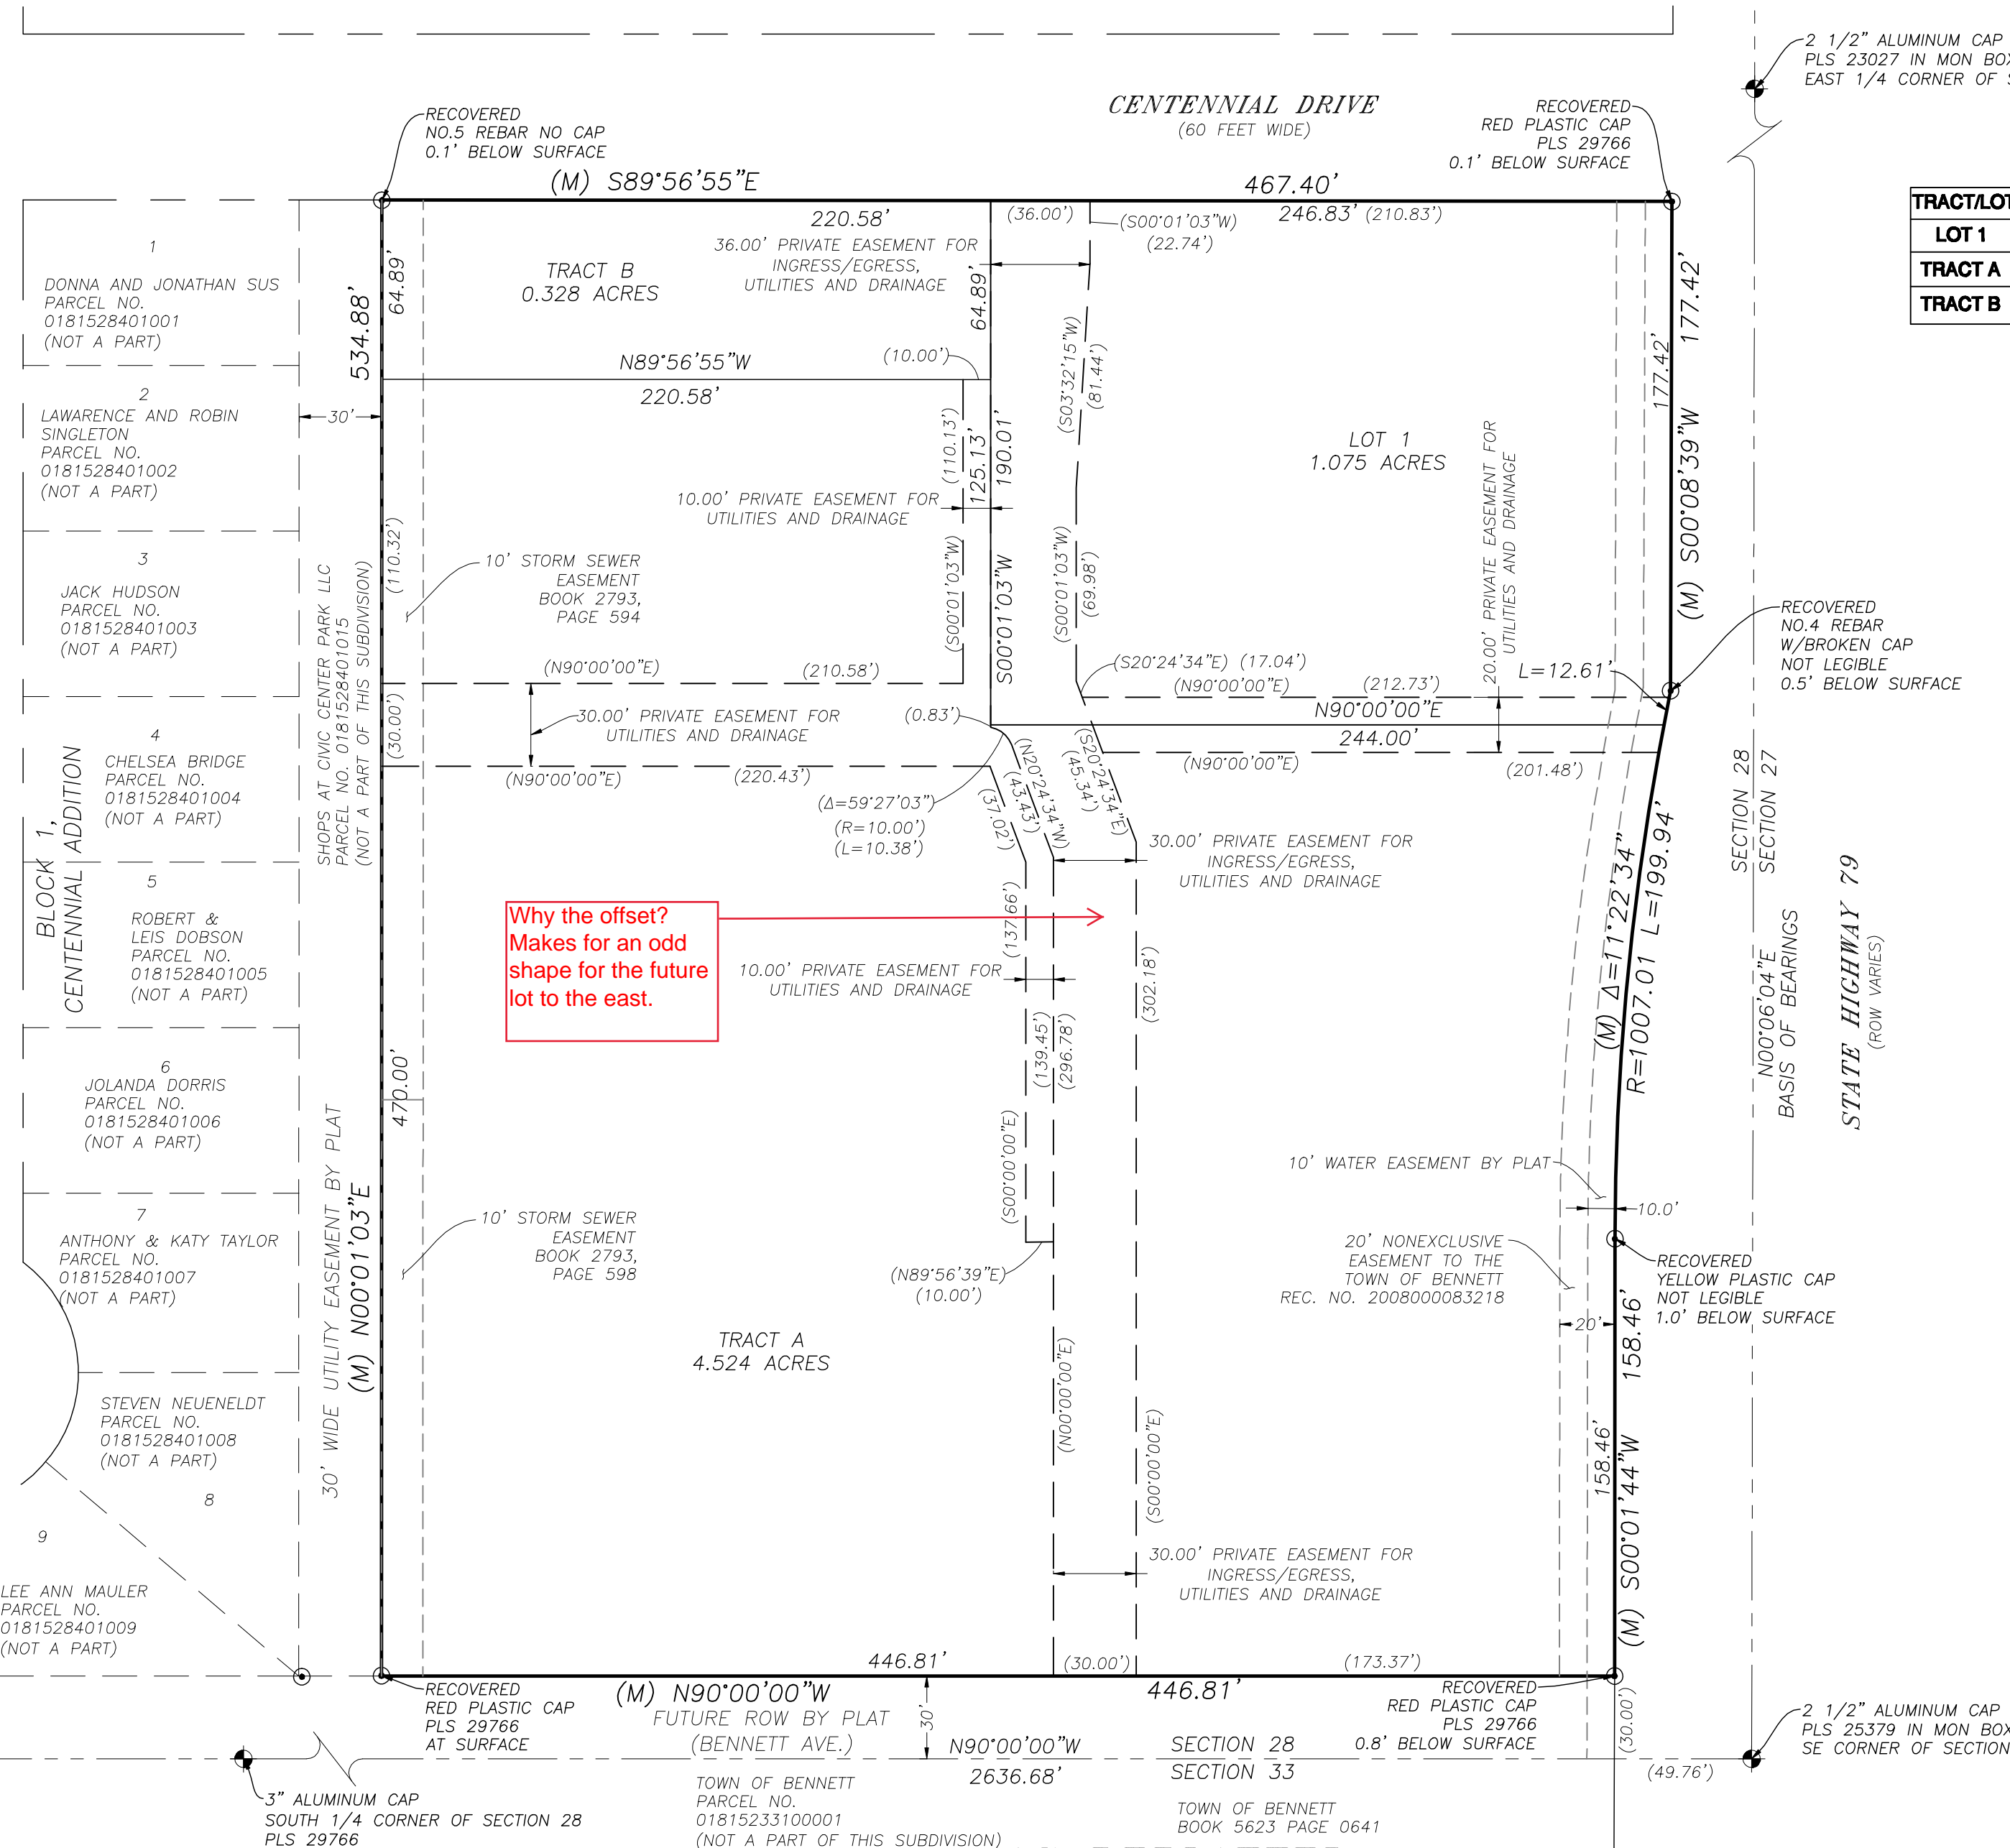 2 1/2" ALUMINUM CAP
PLS 23027 IN MON BOX
EAST 1/4 CORNER OF
CENTENNIAL DRIVE
(60 FEET WIDE)
RECOVERED
NO.5 REBAR NO CAP
0.1' BELOW SURFACE
RECOVERED
RED PLASTIC CAP
PLS 29766
0.1' BELOW SURFACE
(M) S89°56'55"E
467.40'
220.58'
(36.00')
246.83' (210.83')
(S00°01'03"W)
(22.74')
TRACT/LOT
LOT 1
TRACT A
TRACT B
36.00' PRIVATE EASEMENT FOR
INGRESS/EGRESS,
UTILITIES AND DRAINAGE
TRACT B
0.328 ACRES
534.88'
64.89'
64.89'
N89°56'55"W
(10.00')
220.58'
30'
1
DONNA AND JONATHAN SUS
PARCEL NO.
0181528401001
(NOT A PART)
2
LAWARENCE AND ROBIN
SINGLETON
PARCEL NO.
0181528401002
(NOT A PART)
3
JACK HUDSON
PARCEL NO.
0181528401003
(NOT A PART)
4
CHELSEA BRIDGE
PARCEL NO.
0181528401004
(NOT A PART)
5
ROBERT &
LEIS DOBSON
PARCEL NO.
0181528401005
(NOT A PART)
6
JOLANDA DORRIS
PARCEL NO.
0181528401006
(NOT A PART)
7
ANTHONY & KATY TAYLOR
PARCEL NO.
0181528401007
(NOT A PART)
STEVEN NEUENELDT
PARCEL NO.
0181528401008
(NOT A PART)
8
9
LEE ANN MAULER
PARCEL NO.
0181528401009
(NOT A PART)
BLOCK 1,
CENTENNIAL ADDITION
SHOPS AT CIVIC CENTER PARK LLC
PARCEL NO. 0181528401015
(NOT A PART OF THIS SUBDIVISION)
30' WIDE UTILITY EASEMENT BY PLAT
(M) N00°01'03"E
470.00'
(110.32')
(30.00')
10' STORM SEWER
EASEMENT
BOOK 2793,
PAGE 594
10.00' PRIVATE EASEMENT FOR
UTILITIES AND DRAINAGE
(110.13')
125.13'
190.01'
(S00°01'03"W)
S00°01'03"W
(S03°32'15"W)
(81.44')
(S00°01'03"W)
(69.98')
LOT 1
1.075 ACRES
20.00' PRIVATE EASEMENT FOR
UTILITIES AND DRAINAGE
177.42'
177.42'
(M) S00°08'39"W
RECOVERED
NO.4 REBAR
W/BROKEN CAP
NOT LEGIBLE
0.5' BELOW SURFACE
(N90°00'00"E)
(210.58')
(S20°24'34"E) (17.04')
(N90°00'00"E)
(212.73')
L=12.61'
30.00' PRIVATE EASEMENT FOR
UTILITIES AND DRAINAGE
(0.83')
N90°00'00"E
244.00'
(N90°00'00"E)
(220.43')
(N90°00'00"E)
(201.48')
(Δ=59°27'03")
(R=10.00')
(L=10.38')
(37.02')
(N20°24'34"W)
(43.43')
(S20°24'34"E)
(45.34')
30.00' PRIVATE EASEMENT FOR
INGRESS/EGRESS,
UTILITIES AND DRAINAGE
Why the offset?
Makes for an odd
shape for the future
lot to the east.
(137.66')
10.00' PRIVATE EASEMENT FOR
UTILITIES AND DRAINAGE
(139.45')
(296.78')
(302.18')
(S00°00'00"E)
(M) Δ=11°22'34"
R=1007.01 L=199.94'
SECTION 28
SECTION 27
N00°06'04"E
BASIS OF BEARINGS
STATE HIGHWAY 79
(ROW VARIES)
10' WATER EASEMENT BY PLAT
10.0'
20' NONEXCLUSIVE
EASEMENT TO THE
TOWN OF BENNETT
REC. NO. 2008000083218
20'
RECOVERED
YELLOW PLASTIC CAP
NOT LEGIBLE
1.0' BELOW SURFACE
10' STORM SEWER
EASEMENT
BOOK 2793,
PAGE 598
(N89°56'39"E)
(10.00')
TRACT A
4.524 ACRES
(N00°00'00"E)
(S00°00'00"E)
158.46'
158.46'
(M) S00°01'44"W
30.00' PRIVATE EASEMENT FOR
INGRESS/EGRESS,
UTILITIES AND DRAINAGE
446.81'
(30.00')
(173.37')
RECOVERED
RED PLASTIC CAP
PLS 29766
AT SURFACE
(M) N90°00'00"W
446.81'
FUTURE ROW BY PLAT
(BENNETT AVE.)
30'
RECOVERED
RED PLASTIC CAP
PLS 29766
0.8' BELOW SURFACE
(30.00')
N90°00'00"W
2636.68'
SECTION 28
SECTION 33
(49.76')
2 1/2" ALUMINUM CAP
PLS 25379 IN MON BOX
SE CORNER OF SECTION
3" ALUMINUM CAP
SOUTH 1/4 CORNER OF SECTION 28
PLS 29766
TOWN OF BENNETT
PARCEL NO.
01815233100001
(NOT A PART OF THIS SUBDIVISION)
TOWN OF BENNETT
BOOK 5623 PAGE 0641